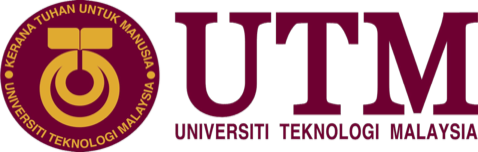 KERANA TUHAN UNTUK MANUSIA
UNIVERSITI TEKNOLOGI MALAYSIA
UTM
UNIVERSITI TEKNOLOGI MALAYSIA